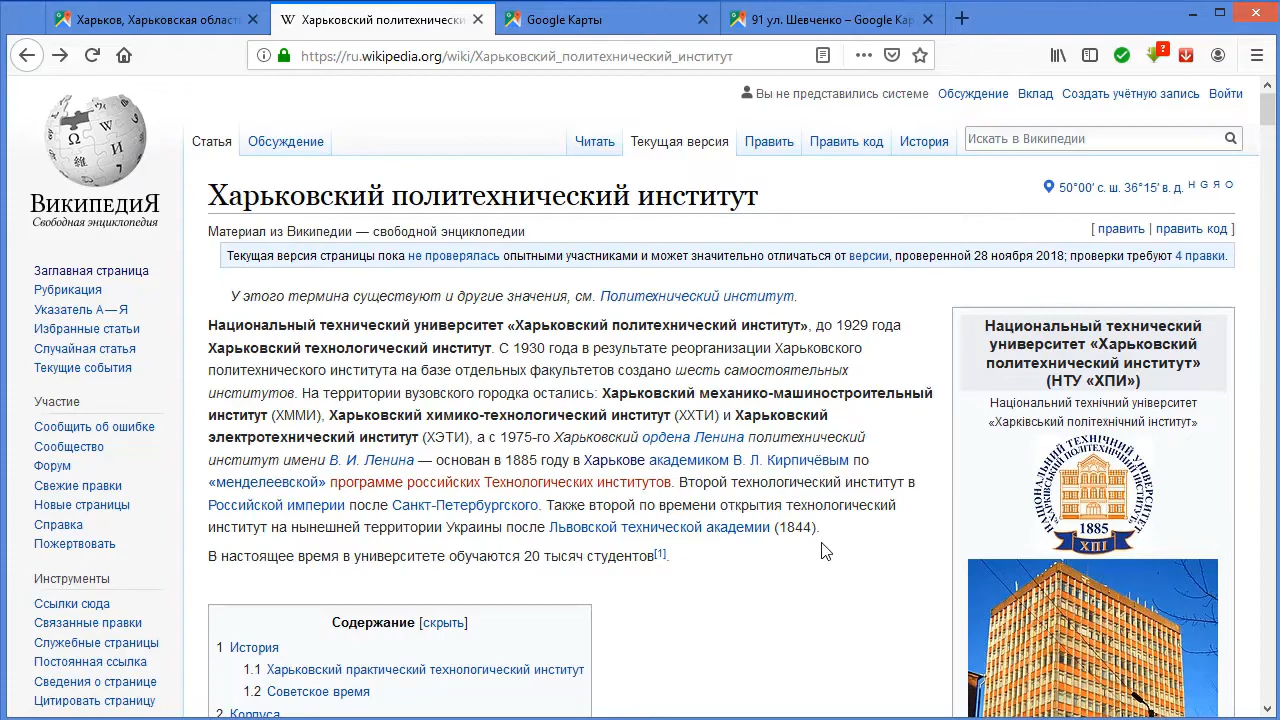 Харьков, Харьковская област
Харьковский политехнически
Google Карты
91 ул. Шевченко – Google Кар
https://ru.wikipedia.org/wiki/Харьковский_политехнический_институт
Вы не представились системе Обсуждение Вклад Создать учётную запись Войти
Статья Обсуждение Читать Текущая версия Править Править код История Искать в Википедии
ВикипедиЯ
Свободная энциклопедия
Харьковский политехнический институт
50°00′ с. ш. 36°15′ в. д. H G Я O
Материал из Википедии — свободной энциклопедии
[ править | править код ]
Текущая версия страницы пока не проверялась опытными участниками и может значительно отличаться от версии, проверенной 28 ноября 2018; проверки требуют 4 правки.
У этого термина существуют и другие значения, см. Политехнический институт.
Национальный технический университет «Харьковский политехнический институт», до 1929 года
Харьковский технологический институт. С 1930 года в результате реорганизации Харьковского
политехнического института на базе отдельных факультетов создано шесть самостоятельных
институтов. На территории вузовского городка остались: Харьковский механико-машиностроительный
институт (ХММИ), Харьковский химико-технологический институт (ХХТИ) и Харьковский
электротехнический институт (ХЭТИ), а с 1975-го Харьковский ордена Ленина политехнический
институт имени В. И. Ленина — основан в 1885 году в Харькове академиком В. Л. Кирпичёвым по
«менделеевской» программе российских Технологических институтов. Второй технологический институт в
Российской империи после Санкт-Петербургского. Также второй по времени открытия технологический
институт на нынешней территории Украины после Львовской технической академии (1844).
В настоящее время в университете обучаются 20 тысяч студентов[1].
Содержание [скрыть]
1 История
1.1 Харьковский практический технологический институт
1.2 Советское время
2 Корпуса
Национальный технический
университет «Харьковский
политехнический институт»
(НТУ «ХПИ»)
Національний технічний університет
«Харківський політехнічний інститут»
НАЦІОНАЛЬНИЙ ТЕХНІЧНИЙ УНІВЕРСИТЕТ
«ХАРКІВСЬКИЙ ПОЛІТЕХНІЧНИЙ ІНСТИТУТ»
1885
ХПІ
Заглавная страница
Рубрикация
Указатель А — Я
Избранные статьи
Случайная статья
Текущие события
Участие
Сообщить об ошибке
Сообщество
Форум
Свежие правки
Новые страницы
Справка
Пожертвовать
Инструменты
Ссылки сюда
Связанные правки
Служебные страницы
Постоянная ссылка
Сведения о странице
Цитировать страницу